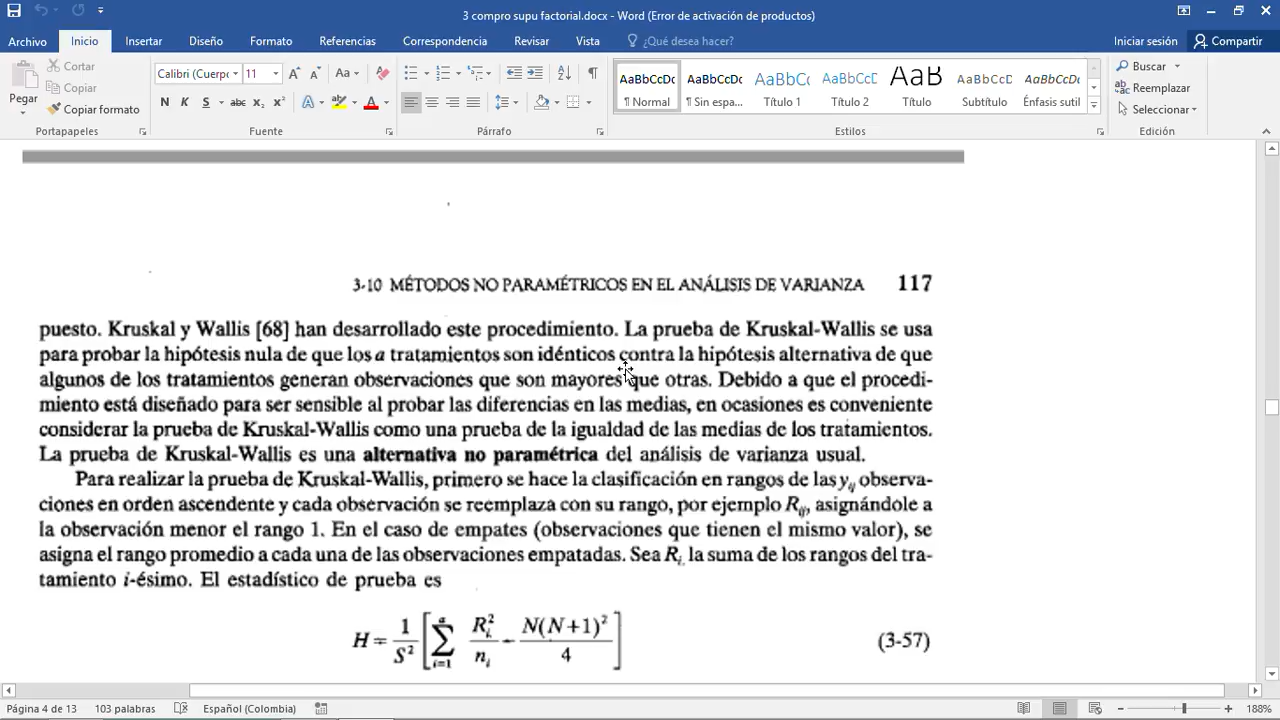 3 compro supu factorial.docx - Word (Error de activación de productos)
Archivo Inicio Insertar Diseño Formato Referencias Correspondencia Revisar Vista ¿Qué desea hacer? Iniciar sesión Compartir
Pegar
Cortar
Copiar
Copiar formato
Portapapeles
Calibri (Cuerpo 11
Aa
N K S abc x₂ x²
Fuente
Párrafo
AaBbCcDc AaBbCcDc AaBbCc AaBbCcD AaB AaBbCcD AaBbCcDc
¶ Normal ¶ Sin espa... Título 1 Título 2 Título Subtítulo Énfasis sutil
Estilos
Buscar
Reemplazar
Seleccionar
Edición
3-10 MÉTODOS NO PARAMÉTRICOS EN EL ANÁLISIS DE VARIANZA 117
puesto. Kruskal y Wallis [68] han desarrollado este procedimiento. La prueba de Kruskal-Wallis se usa
para probar la hipótesis nula de que los a tratamientos son idénticos contra la hipótesis alternativa de que
algunos de los tratamientos generan observaciones que son mayores que otras. Debido a que el procedi-
miento está diseñado para ser sensible al probar las diferencias en las medias, en ocasiones es conveniente
considerar la prueba de Kruskal-Wallis como una prueba de la igualdad de las medias de los tratamientos.
La prueba de Kruskal-Wallis es una alternativa no paramétrica del análisis de varianza usual.
Para realizar la prueba de Kruskal-Wallis, primero se hace la clasificación en rangos de las yᵢⱼ observa-
ciones en orden ascendente y cada observación se reemplaza con su rango, por ejemplo Rᵢⱼ, asignándole a
la observación menor el rango 1. En el caso de empates (observaciones que tienen el mismo valor), se
asigna el rango promedio a cada una de las observaciones empatadas. Sea Rᵢ. la suma de los rangos del tra-
tamiento i-ésimo. El estadístico de prueba es
H = 1/S² [ Σ_{i=1}^{a} Rᵢ.²/nᵢ - N(N+1)²/4 ] (3-57)
Página 4 de 13 103 palabras Español (Colombia) 188%